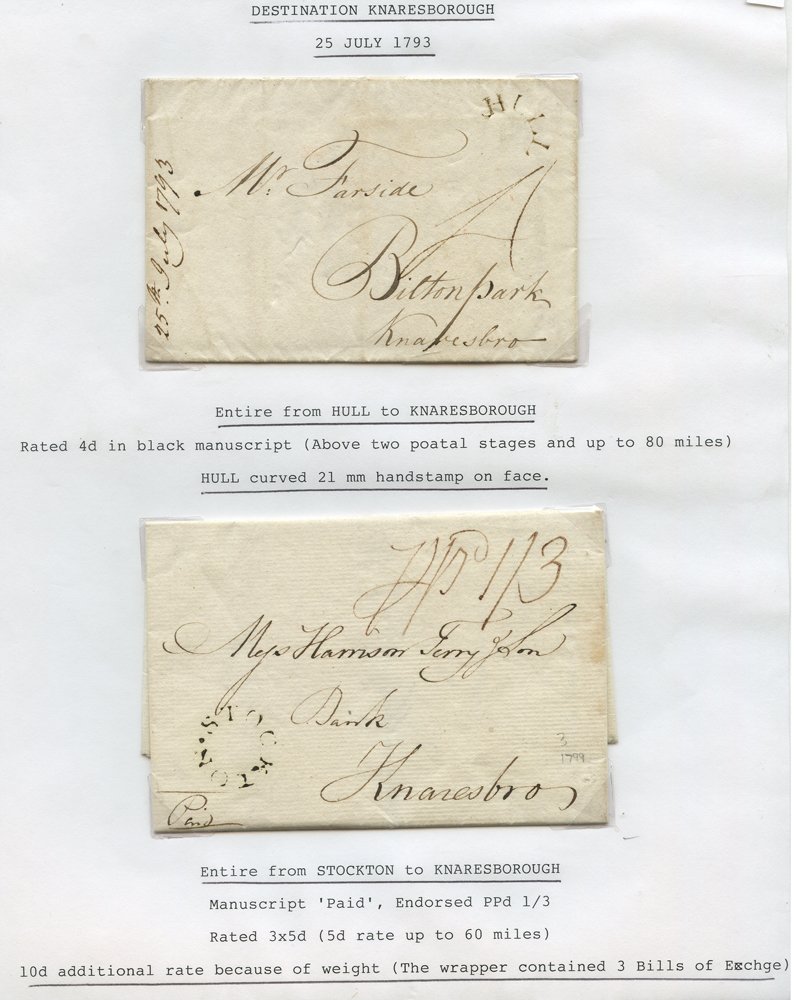 DESTINATION KNARESBOROUGH
25 JULY 1793
HULL
25th July 1793
Mr. Farside
4
Bilton park
Knaresbro
Entire from HULL to KNARESBOROUGH
Rated 4d in black manuscript (Above two poatal stages and up to 80 miles)
HULL curved 21 mm handstamp on face.
PPd 1/3
Mess Harrison Terry & Son
Bank
Knaresbro
STOCKTON
3
1799
Paid
Entire from STOCKTON to KNARESBOROUGH
Manuscript 'Paid', Endorsed PPd 1/3
Rated 3x5d (5d rate up to 60 miles)
10d additional rate because of weight (The wrapper contained 3 Bills of Exchge)